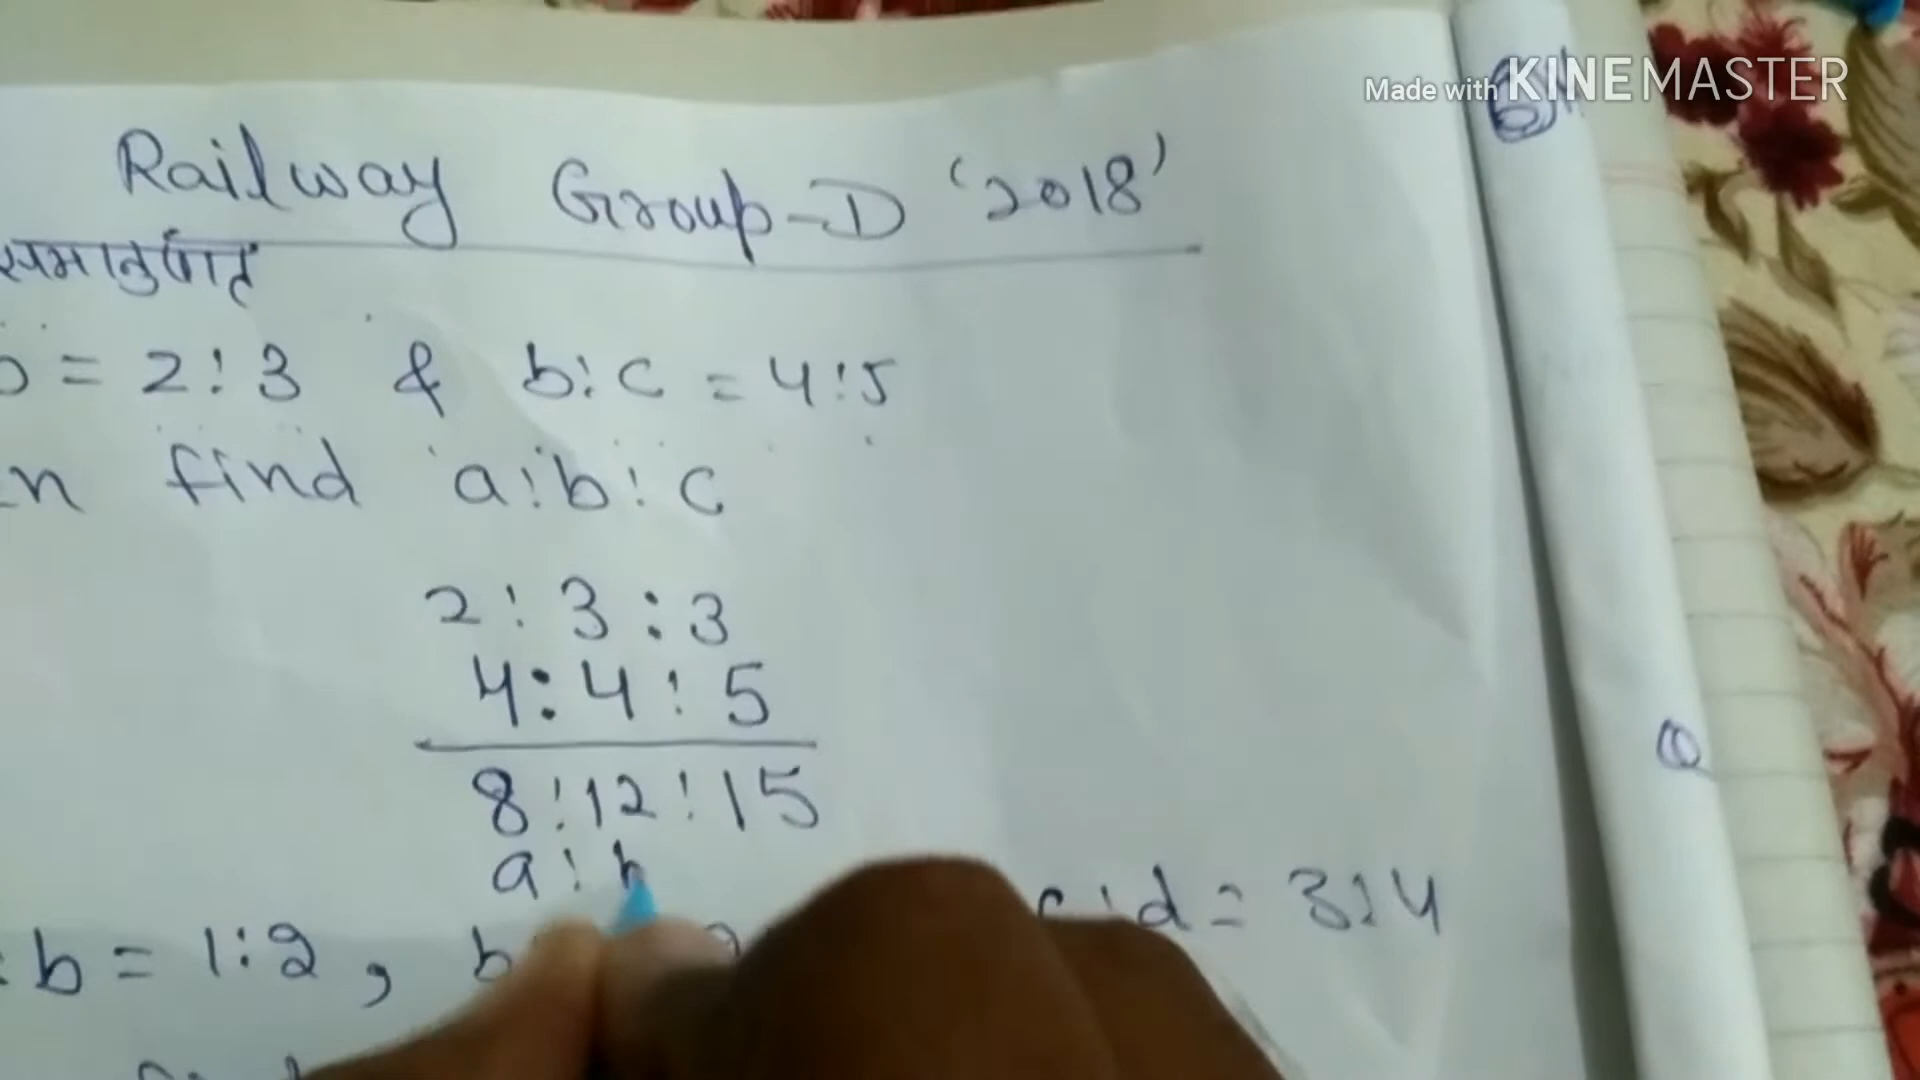 Made with KINEMASTER
Railway Group-D '2018'
समानुपात
= 2:3 & b:c = 4:5
find a:b:c
2:3:3
4:4:5
8:12:15
a:b
:b = 1:2, b: c:d = 3:4